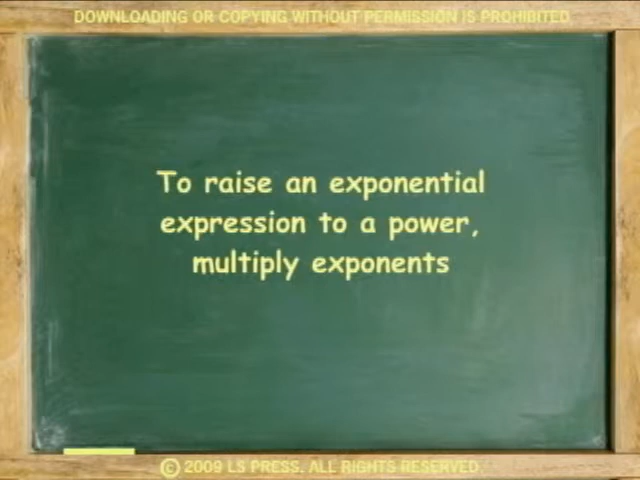 DOWNLOADING OR COPYING WITHOUT PERMISSION IS PROHIBITED
To raise an exponential
expression to a power,
multiply exponents
© 2009 LS PRESS. ALL RIGHTS RESERVED.